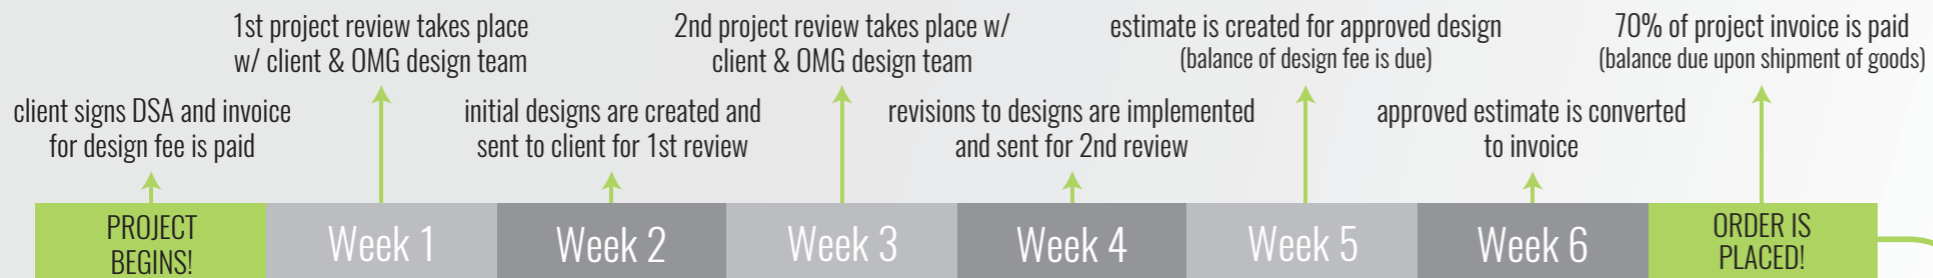 1st project review takes place
w/ client & OMG design team
2nd project review takes place w/
client & OMG design team
estimate is created for approved design
(balance of design fee is due)
70% of project invoice is paid
(balance due upon shipment of goods)
client signs DSA and invoice
for design fee is paid
initial designs are created and
sent to client for 1st review
revisions to designs are implemented
and sent for 2nd review
approved estimate is converted
to invoice
PROJECT
BEGINS!
Week 1
Week 2
Week 3
Week 4
Week 5
Week 6
ORDER IS
PLACED!